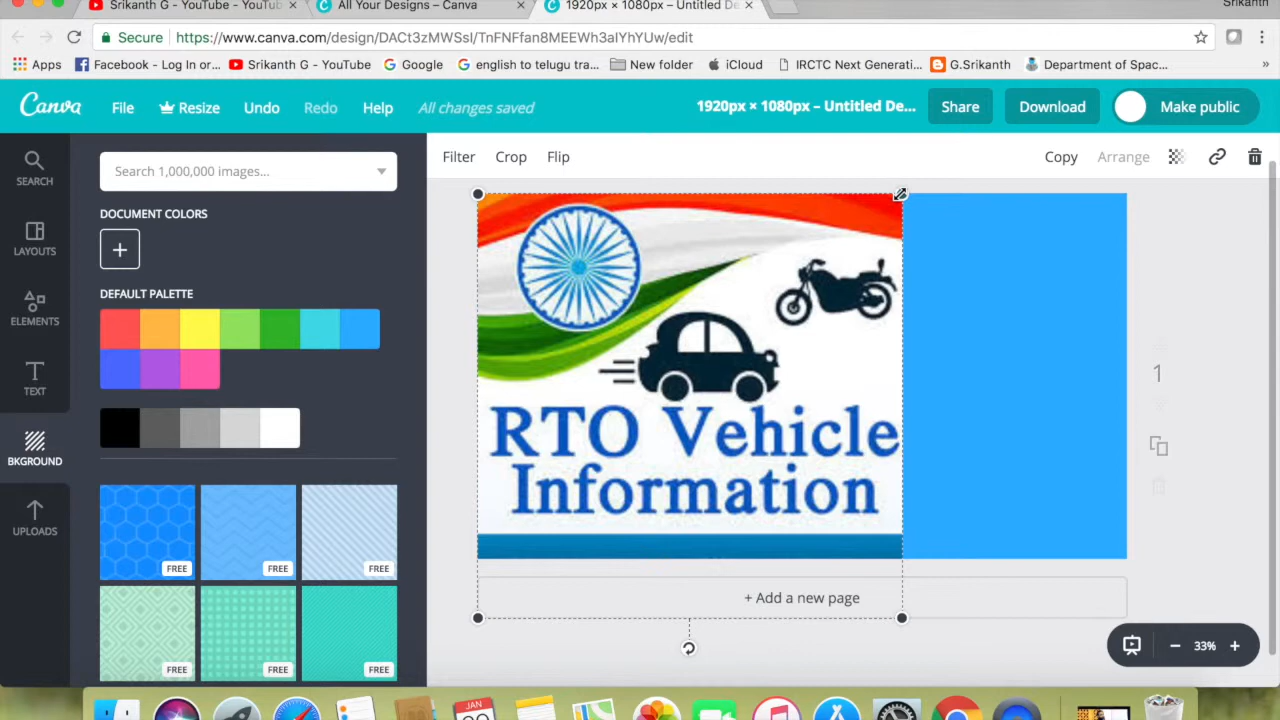 Srikanth G - YouTube - YouTub
All Your Designs – Canva
1920px × 1080px – Untitled De
Srikanth
Secure
https://www.canva.com/design/DACt3zMWSsI/TnFNFfan8MEEWh3aIYhYUw/edit
Apps
Facebook - Log In or...
Srikanth G - YouTube
Google
english to telugu tra...
New folder
iCloud
IRCTC Next Generati...
G.Srikanth
Department of Spac...
»
Canva
File
Resize
Undo
Redo
Help
All changes saved
1920px × 1080px – Untitled De...
Share
Download
Make public
SEARCH
LAYOUTS
ELEMENTS
TEXT
BKGROUND
UPLOADS
Search 1,000,000 images...
DOCUMENT COLORS
+
DEFAULT PALETTE
FREE
FREE
FREE
FREE
FREE
FREE
Filter
Crop
Flip
Copy
Arrange
RTO Vehicle
Information
1
+ Add a new page
− 33% +
JAN